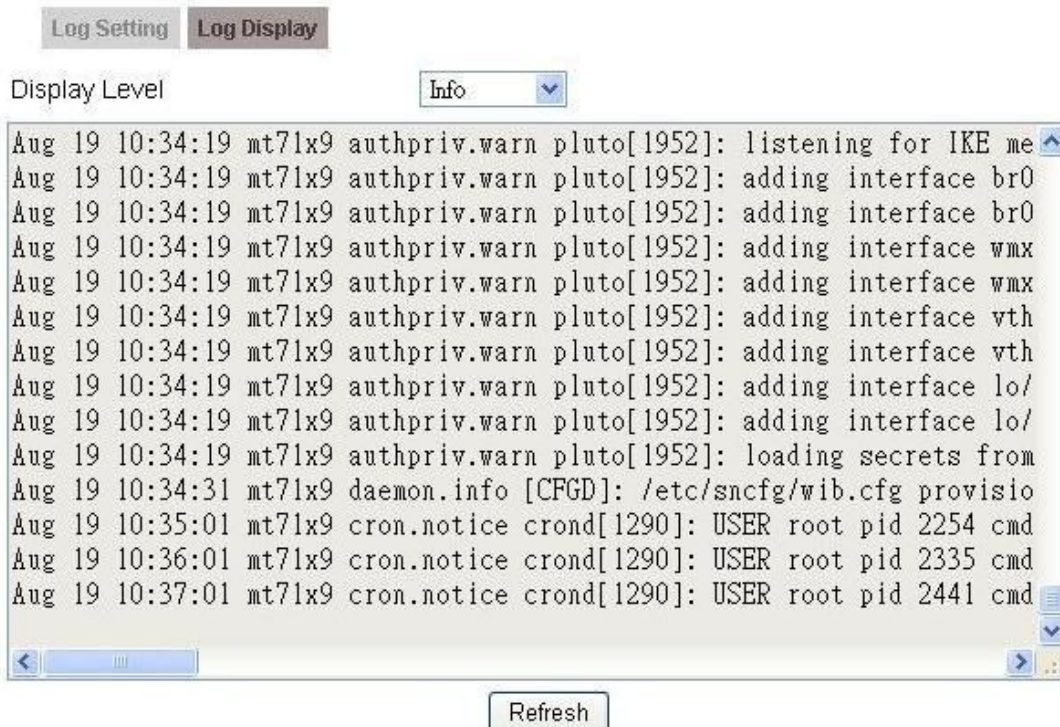 Log Setting Log Display
Display Level Info
Aug 19 10:34:19 mt71x9 authpriv.warn pluto[1952]: listening for IKE me
Aug 19 10:34:19 mt71x9 authpriv.warn pluto[1952]: adding interface br0
Aug 19 10:34:19 mt71x9 authpriv.warn pluto[1952]: adding interface br0
Aug 19 10:34:19 mt71x9 authpriv.warn pluto[1952]: adding interface wmx
Aug 19 10:34:19 mt71x9 authpriv.warn pluto[1952]: adding interface wmx
Aug 19 10:34:19 mt71x9 authpriv.warn pluto[1952]: adding interface vth
Aug 19 10:34:19 mt71x9 authpriv.warn pluto[1952]: adding interface vth
Aug 19 10:34:19 mt71x9 authpriv.warn pluto[1952]: adding interface lo/
Aug 19 10:34:19 mt71x9 authpriv.warn pluto[1952]: adding interface lo/
Aug 19 10:34:19 mt71x9 authpriv.warn pluto[1952]: loading secrets from
Aug 19 10:34:31 mt71x9 daemon.info [CFGD]: /etc/sncfg/wib.cfg provisio
Aug 19 10:35:01 mt71x9 cron.notice crond[1290]: USER root pid 2254 cmd
Aug 19 10:36:01 mt71x9 cron.notice crond[1290]: USER root pid 2335 cmd
Aug 19 10:37:01 mt71x9 cron.notice crond[1290]: USER root pid 2441 cmd
Refresh